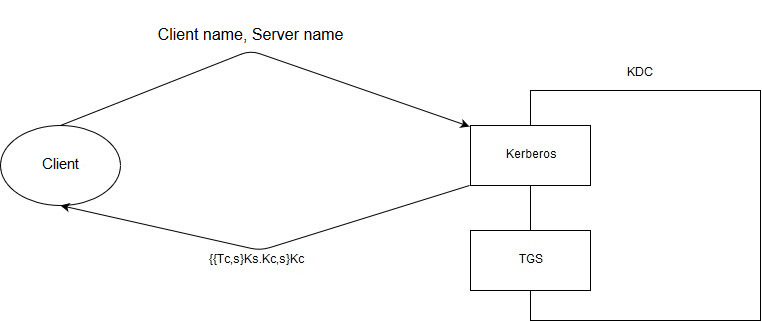 Client name, Server name
KDC
Kerberos
Client
TGS
{{Tc,s}Ks.Kc,s}Kc